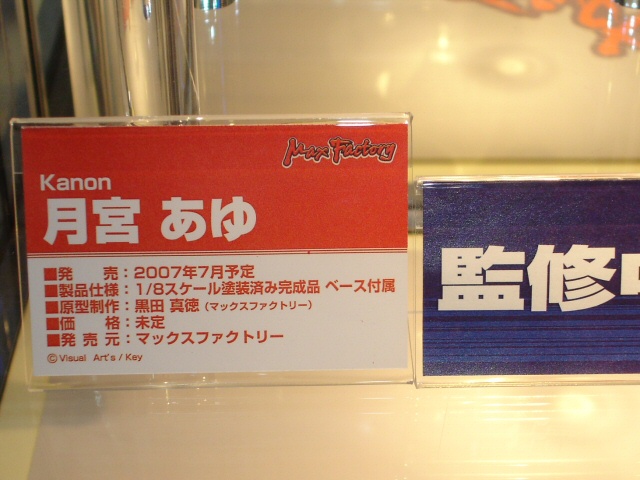 Max Factory
Kanon
月宮 あゆ
■発　売：2007年7月予定
■製品仕様：1/8スケール塗装済み完成品 ベース付属
■原型制作：黒田 真徳（マックスファクトリー）
■価　格：未定
■発 売 元：マックスファクトリー
©Visual Art's / Key
監修中